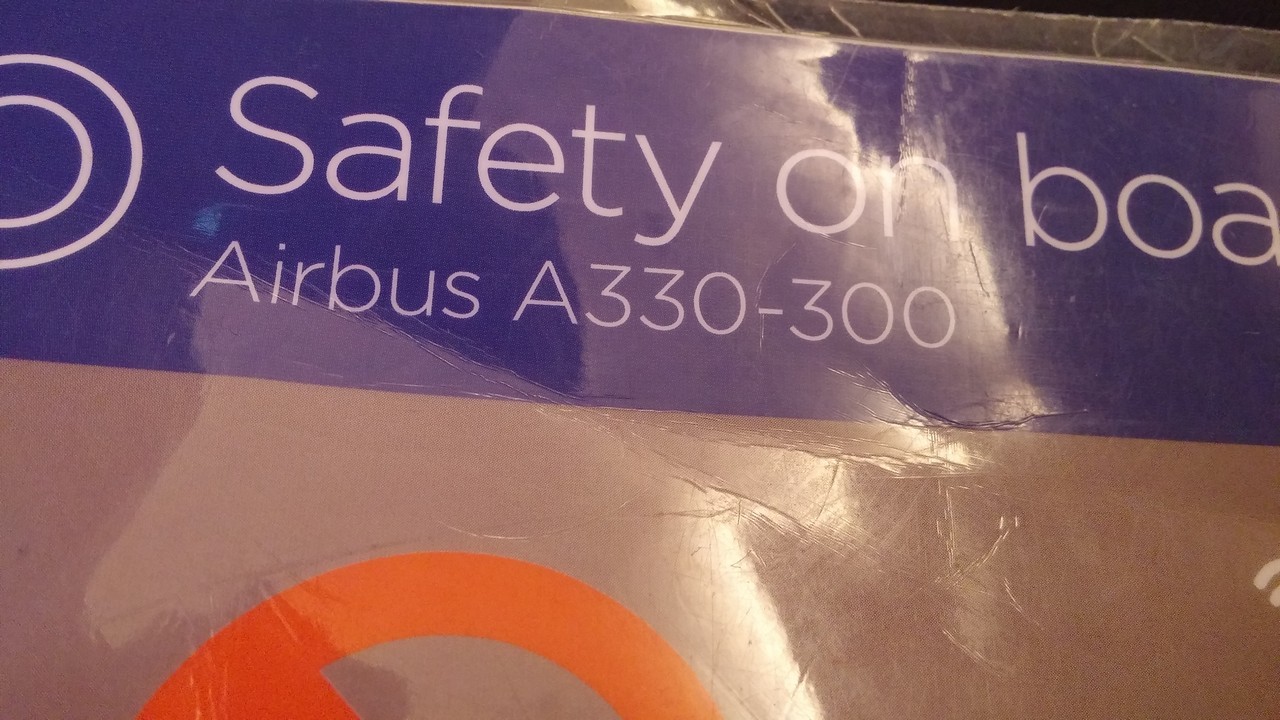 Safety on boa
Airbus A330-300